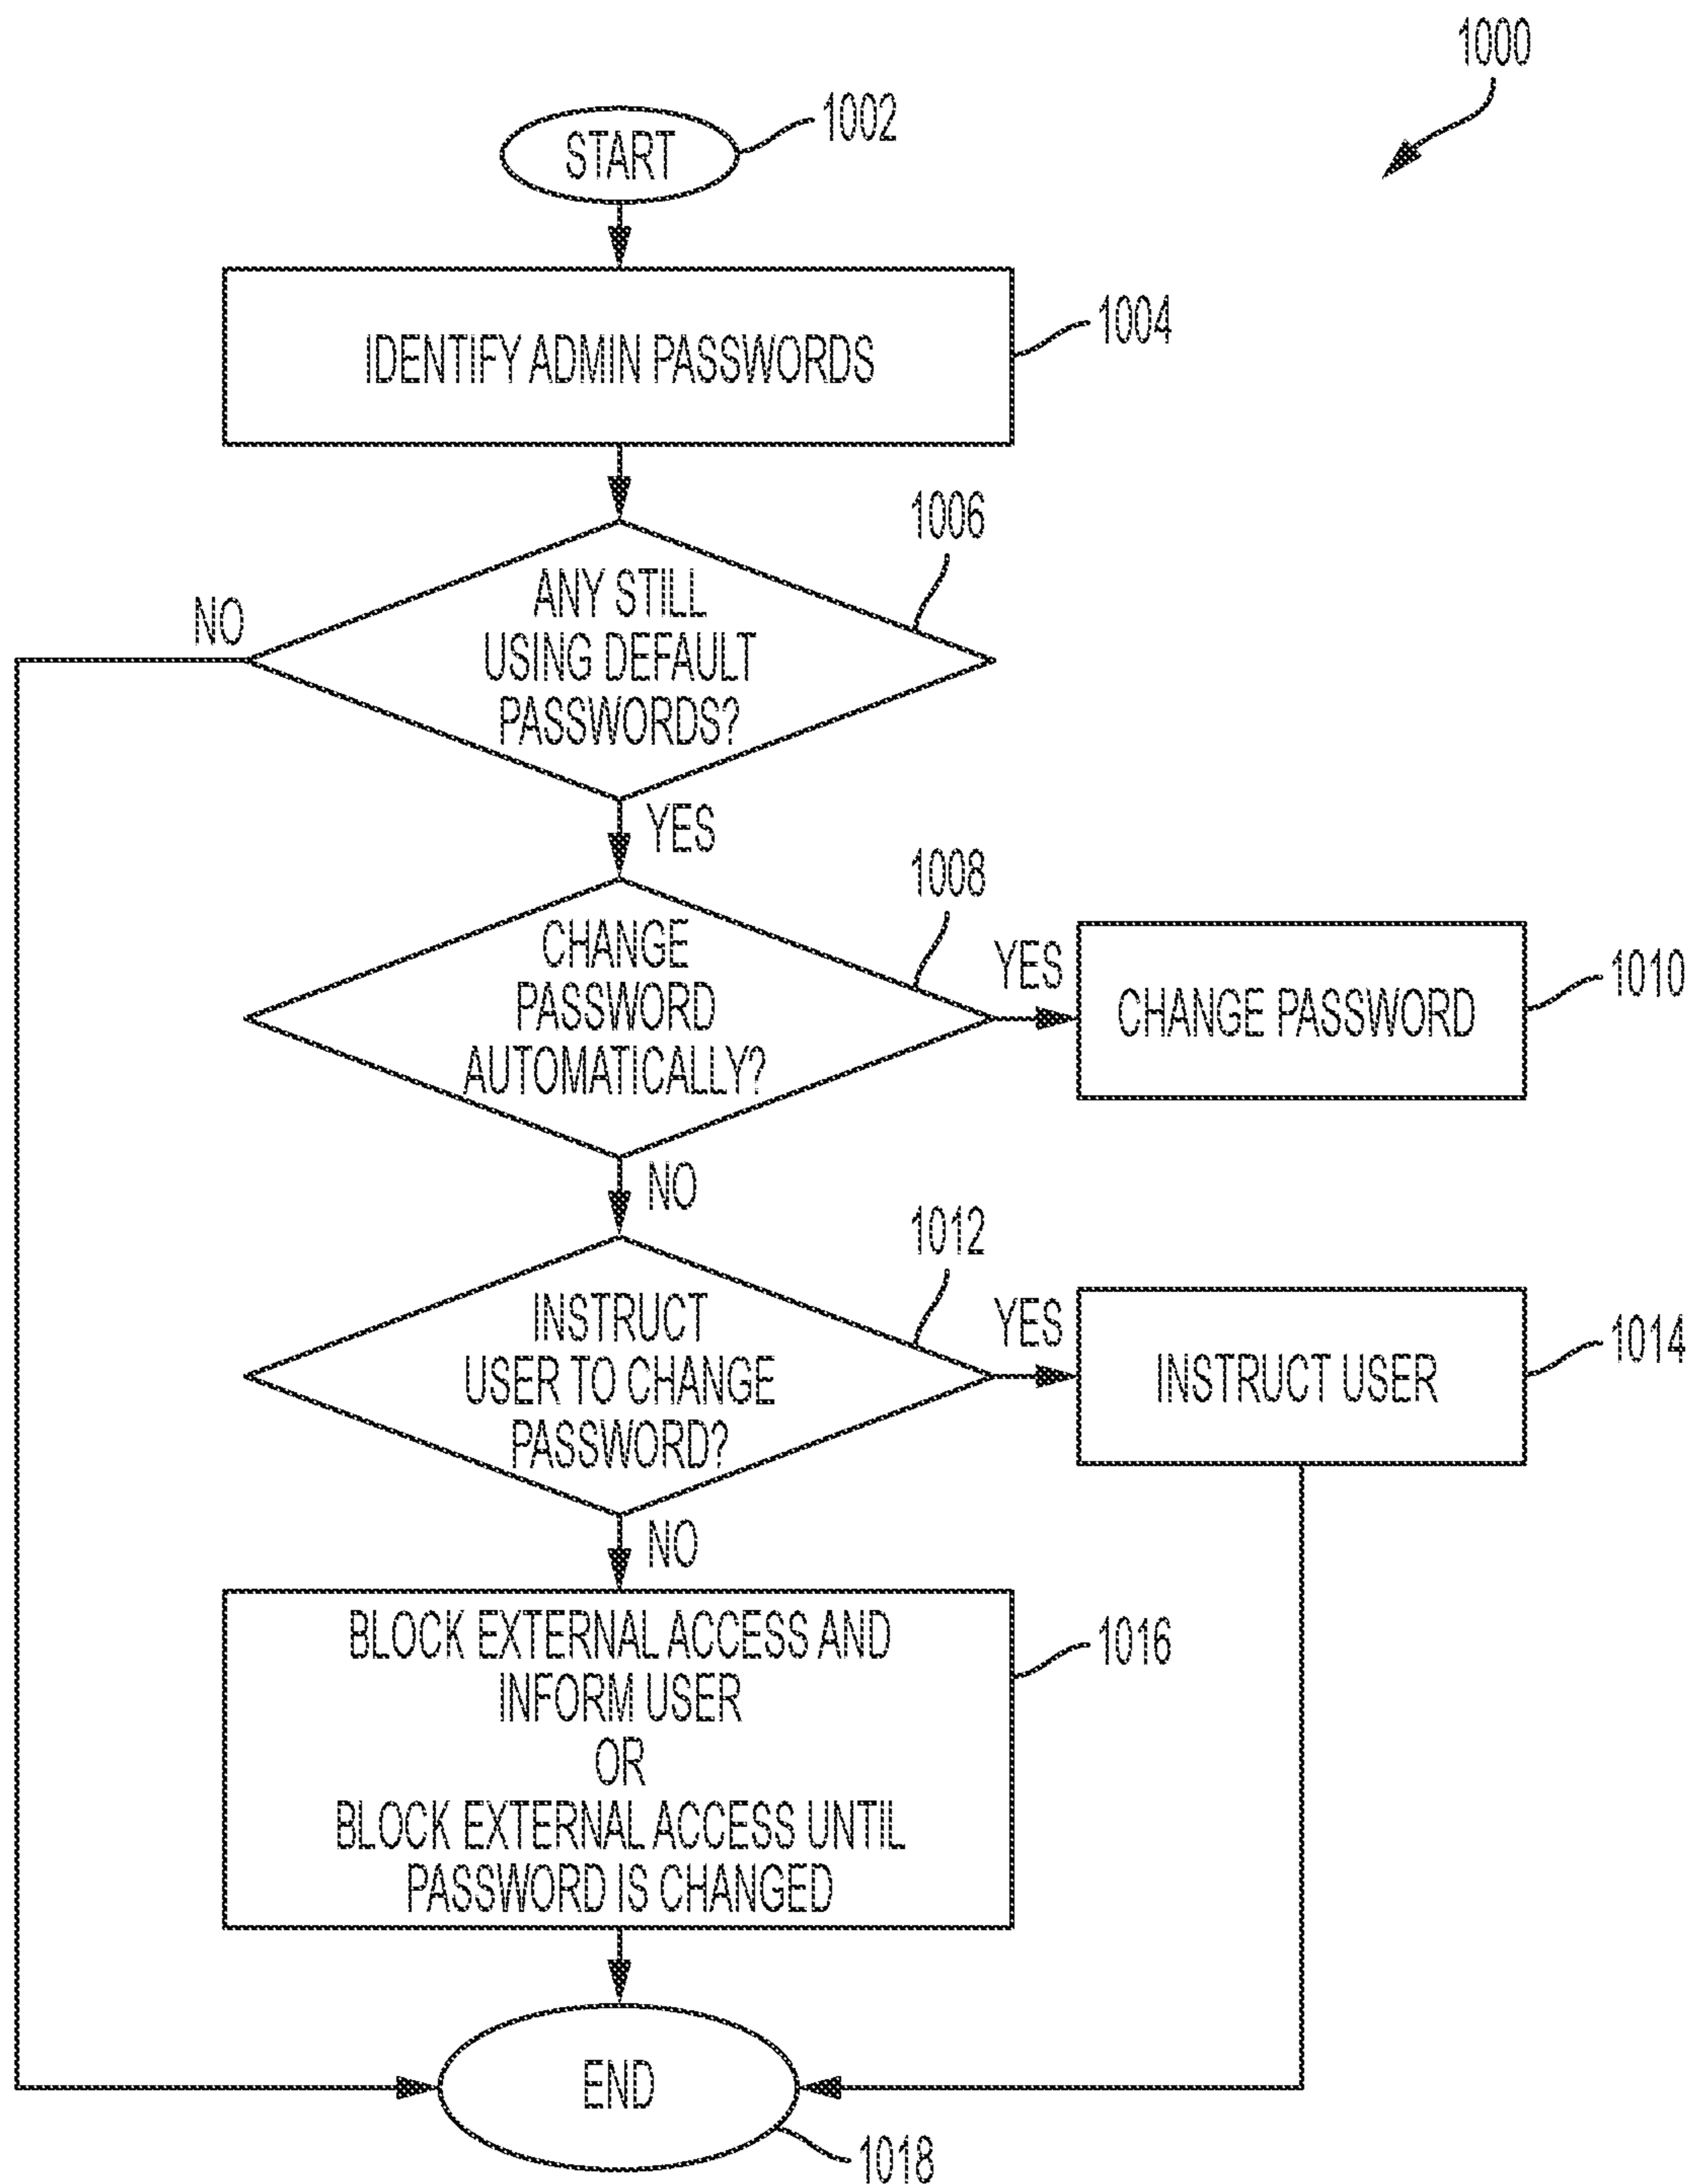 1000
START
1002
IDENTIFY ADMIN PASSWORDS
1004
1006
ANY STILL
USING DEFAULT
PASSWORDS?
NO
YES
1008
CHANGE
PASSWORD
AUTOMATICALLY?
YES
CHANGE PASSWORD
1010
NO
1012
INSTRUCT
USER TO CHANGE
PASSWORD?
YES
INSTRUCT USER
1014
NO
BLOCK EXTERNAL ACCESS AND
INFORM USER
OR
BLOCK EXTERNAL ACCESS UNTIL
PASSWORD IS CHANGED
1016
END
1018